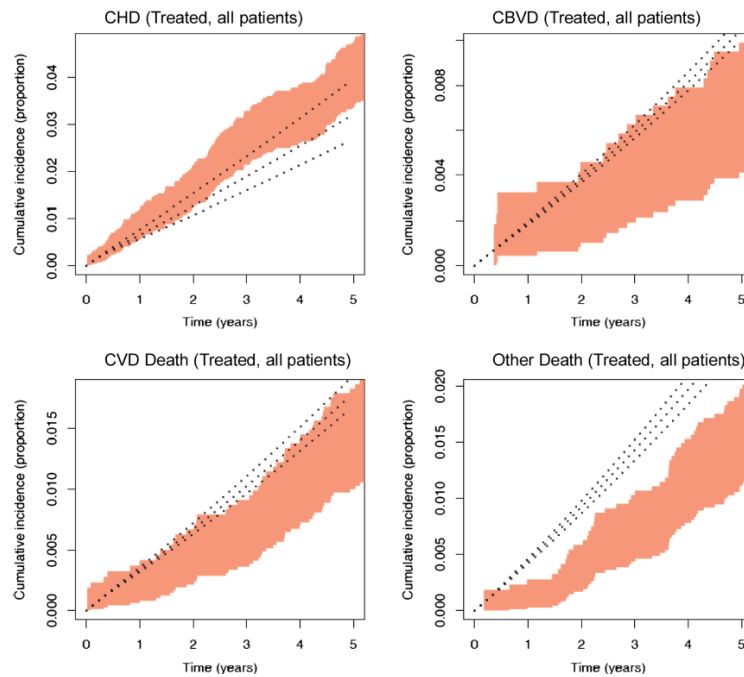 CHD (Treated, all patients)
Cumulative incidence (proportion)
0.00 0.01 0.02 0.04
0 1 2 3 4 5
Time (years)
CBVD (Treated, all patients)
Cumulative incidence (proportion)
0.000 0.004 0.008
0 1 2 3 4 5
Time (years)
CVD Death (Treated, all patients)
Cumulative incidence (proportion)
0.000 0.005 0.010 0.015
0 1 2 3 4 5
Time (years)
Other Death (Treated, all patients)
Cumulative incidence (proportion)
0.000 0.005 0.010 0.015 0.020
0 1 2 3 4 5
Time (years)